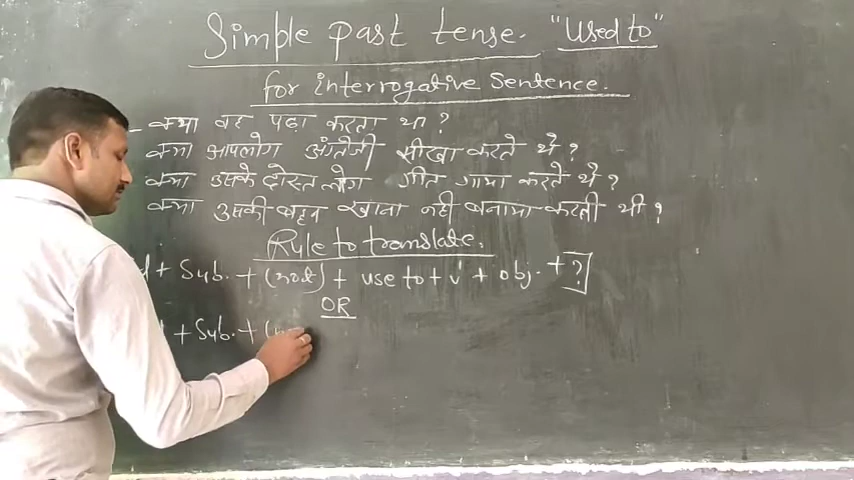 Simple past tense. "Used to"
for interrogative Sentence.
क्या वह पढ़ा करता था ?
क्या आपलोग अंग्रेजी सीखा करते थे ?
क्या उसके दोस्त लोग गीत गाया करते थे ?
क्या उसकी बहन खाना नहीं बनाया करती थी ?
Rule to translate.
d + Sub. + (not) + use to + v' + obj. + ?
OR
+ Sub. + (